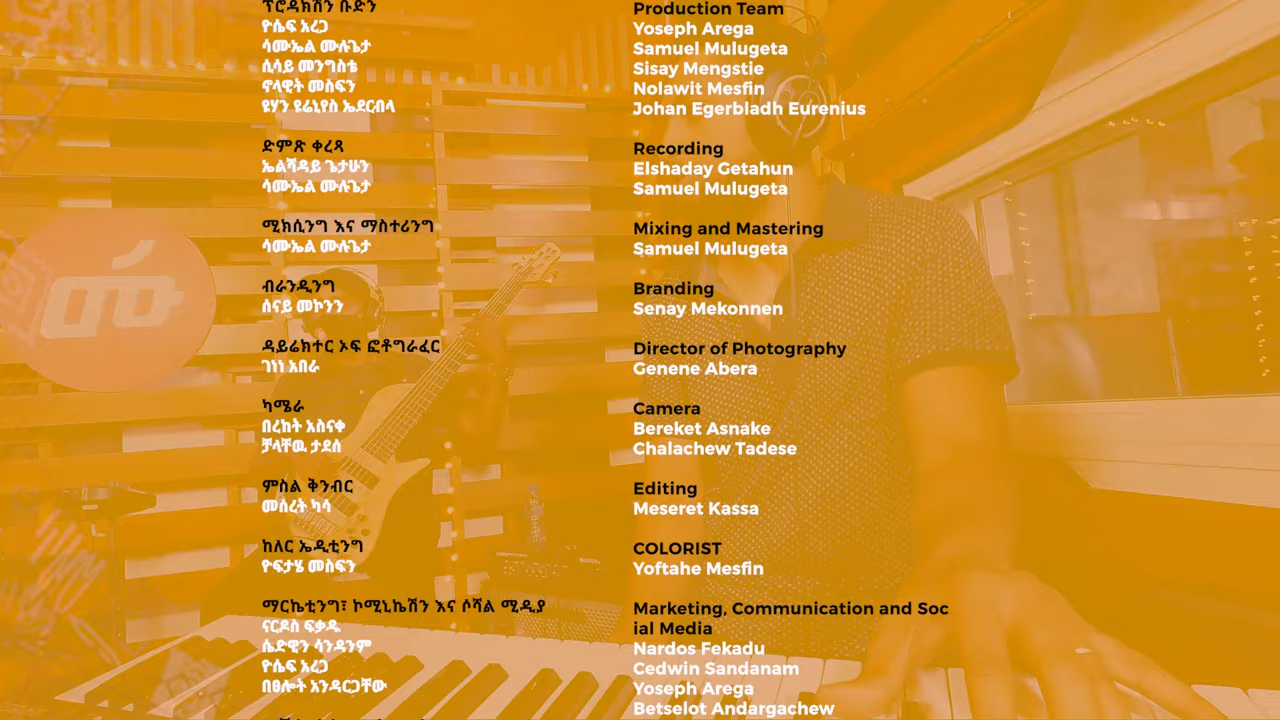 ፕሮዳክሽን ቡድን
ዮሴፍ አረጋ
ሳሙኤል ሙሉጌታ
ሲሳይ መንግስቴ
ኖላዊት መስፍን
ዩሃን ዩሬኒየስ ኤደርብላ
ድምጽ ቀረጻ
ኤልሻዳይ ጌታሁን
ሳሙኤል ሙሉጌታ
ሚክሲንግ እና ማስተሪንግ
ሳሙኤል ሙሉጌታ
ብራንዲንግ
ሰናይ መኮንን
ዳይሬክተር ኦፍ ፎቶግራፈር
ገነነ አበራ
ካሜራ
በረከት አስናቀ
ቻላቸዉ ታደሰ
ምስል ቅንብር
መሰረት ካሳ
ከለር ኤዲቲንግ
ዮፍታሄ መስፍን
ማርኬቲንግ፣ ኮሚኒኬሽን እና ሶሻል ሚዲያ
ናርዶስ ፍቃዱ
ሴድዊን ሳንዳንም
ዮሴፍ አረጋ
በፀሎት አንዳርጋቸው
Production Team
Yoseph Arega
Samuel Mulugeta
Sisay Mengstie
Nolawit Mesfin
Johan Egerbladh Eurenius
Recording
Elshaday Getahun
Samuel Mulugeta
Mixing and Mastering
Samuel Mulugeta
Branding
Senay Mekonnen
Director of Photography
Genene Abera
Camera
Bereket Asnake
Chalachew Tadese
Editing
Meseret Kassa
COLORIST
Yoftahe Mesfin
Marketing, Communication and Soc
ial Media
Nardos Fekadu
Cedwin Sandanam
Yoseph Arega
Betselot Andargachew